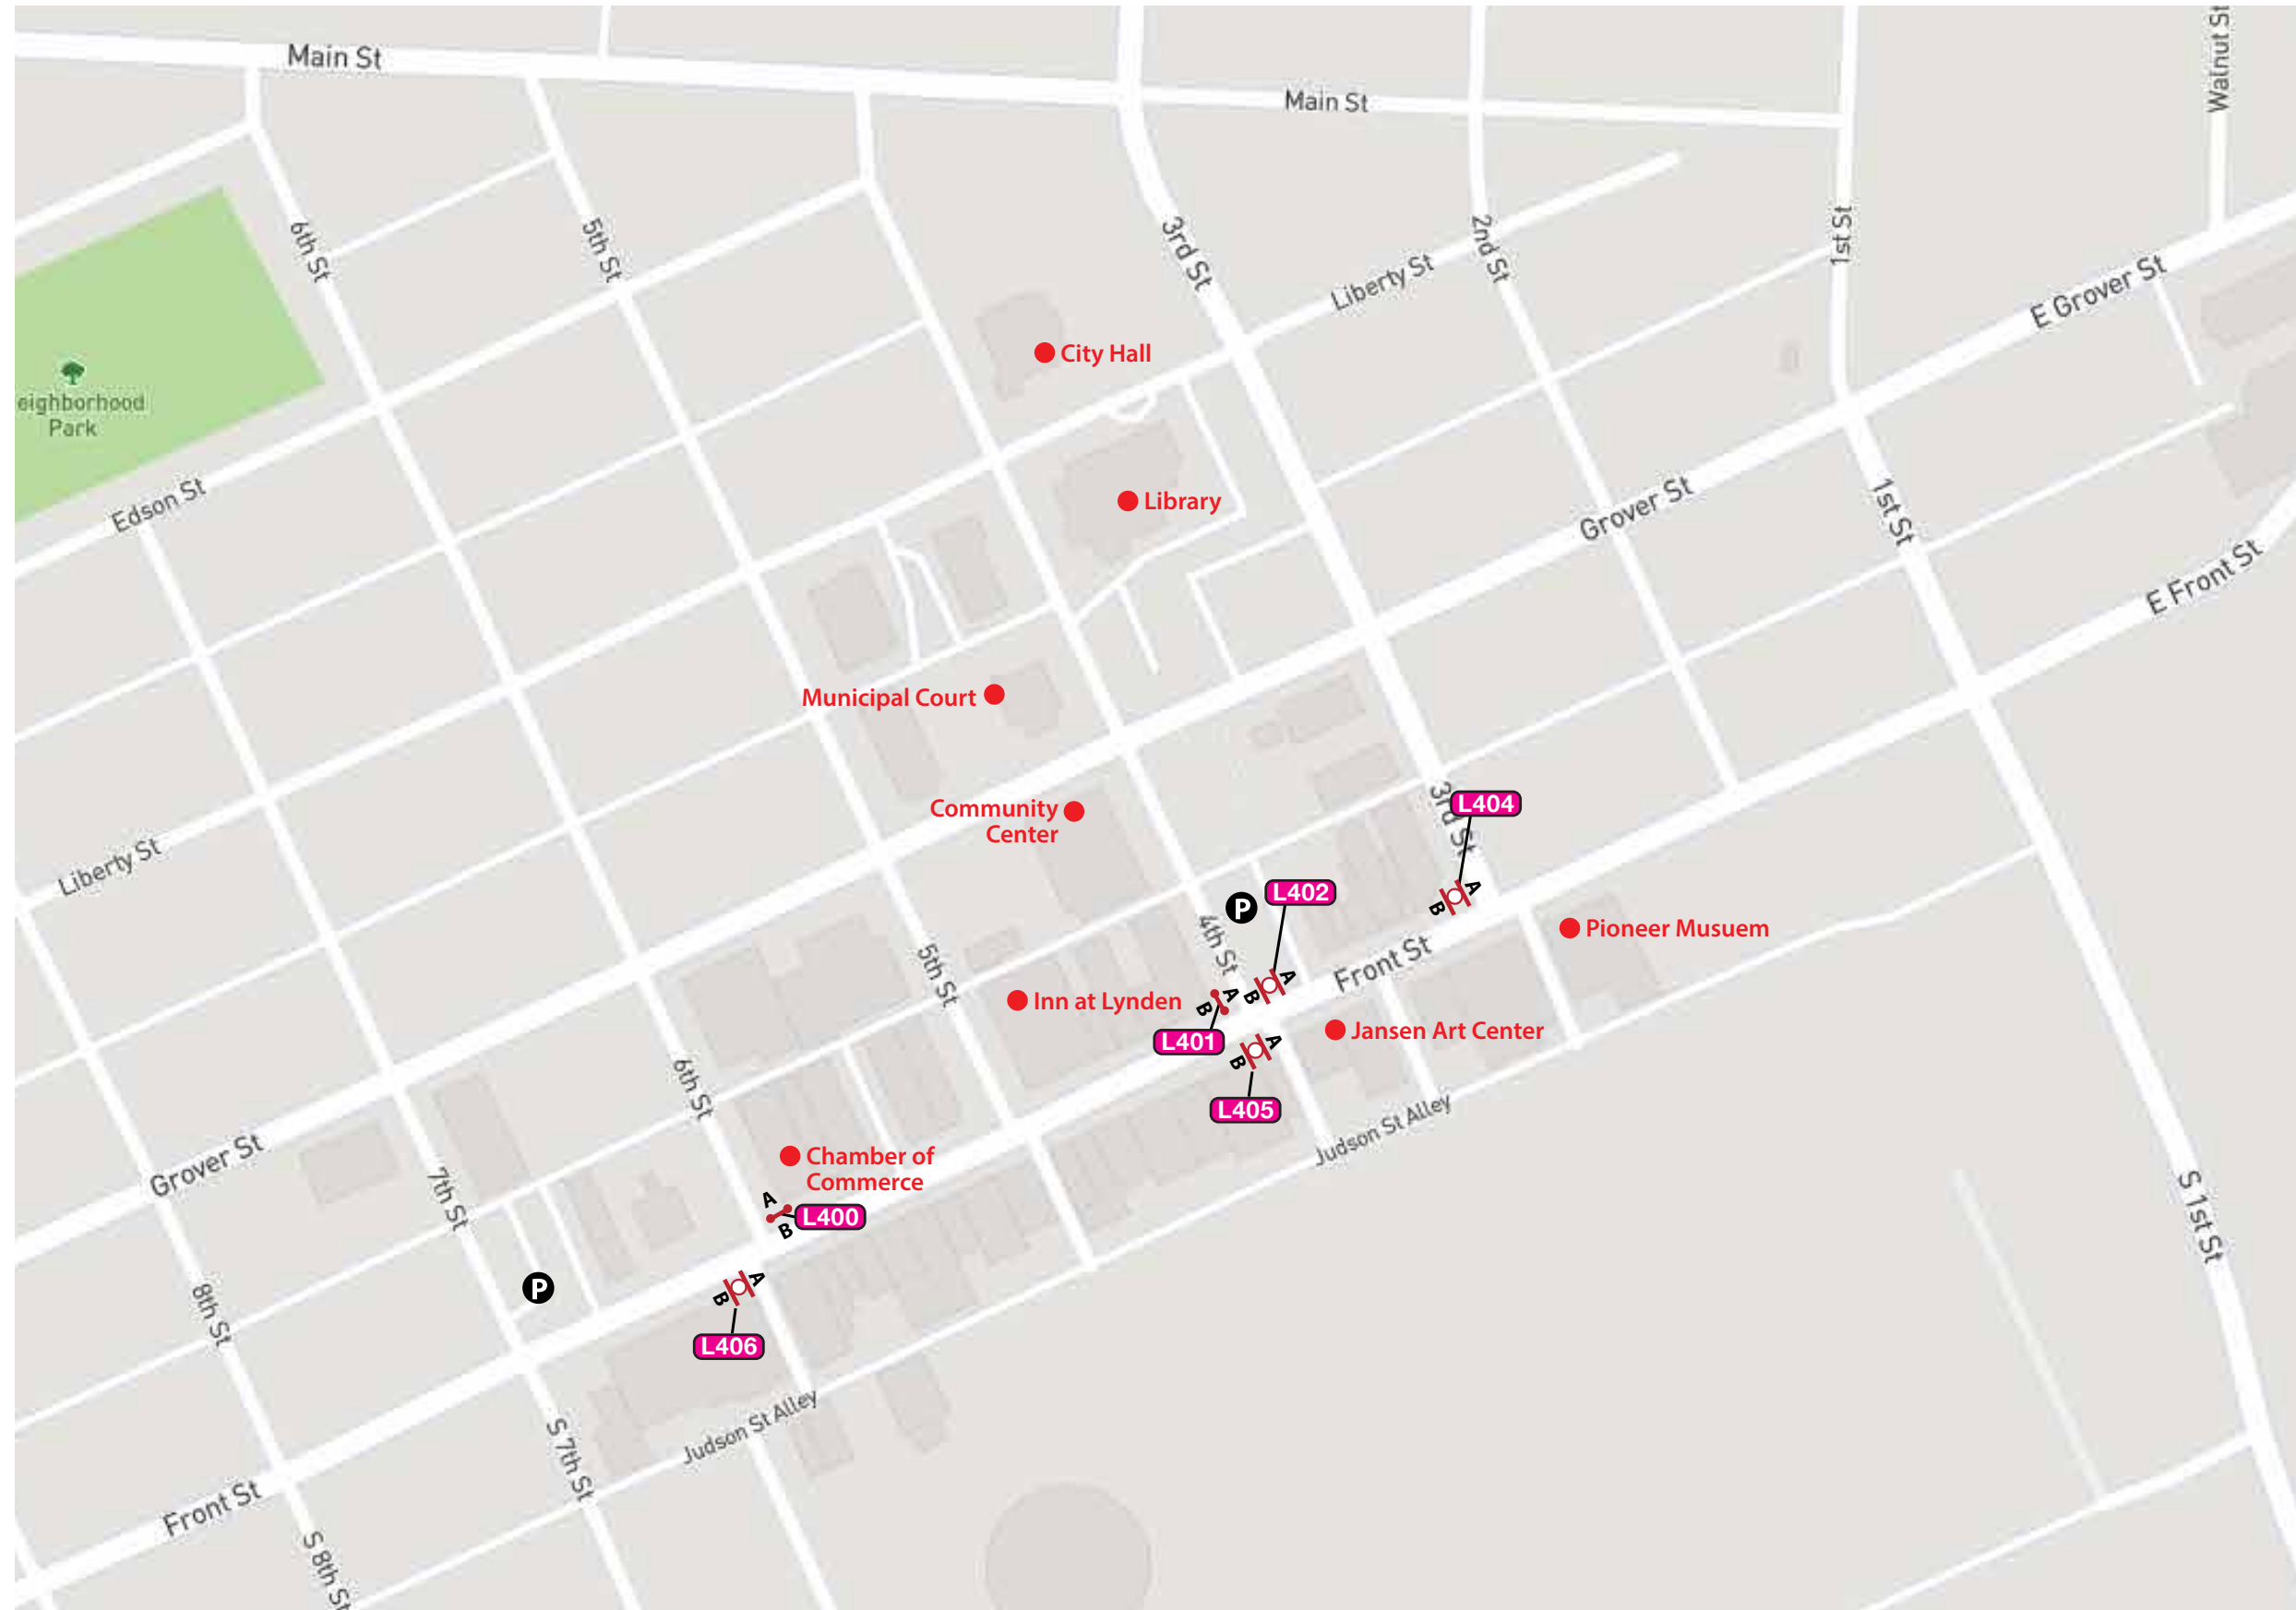 Main St
Main St
Walnut St
6th St
5th St
3rd St
2nd St
1st St
Liberty St
E Grover St
City Hall
eighborhood
Park
Edson St
Library
Grover St
1st St
E Front St
Municipal Court
Community
Center
3rd St
L404
A
B
Liberty St
P
L402
4th St
Front St
Pioneer Musuem
5th St
Inn at Lynden
A
B
A
B
L401
Jansen Art Center
A
B
L405
6th St
Judson St Alley
Grover St
7th St
Chamber of
Commerce
A
B
L400
S 1st St
8th St
P
A
B
L406
S 7th St
Judson St Alley
Front St
S 8th St